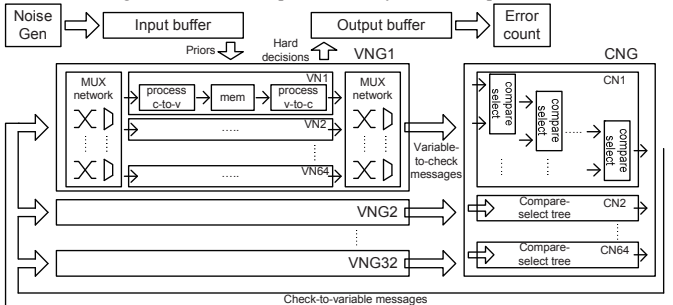 Noise
Gen
Input buffer
Output buffer
Error
count
Priors
Hard
decisions
VNG1
CNG
MUX
network
VN1
process
c-to-v
mem
process
v-to-c
MUX
network
VN2
.....
VN64
.....
Variable-
to-check
messages
CN1
compare
select
compare
select
.....
compare
select
VNG2
Compare-
select tree
CN2
VNG32
Compare-
select tree
CN64
Check-to-variable messages